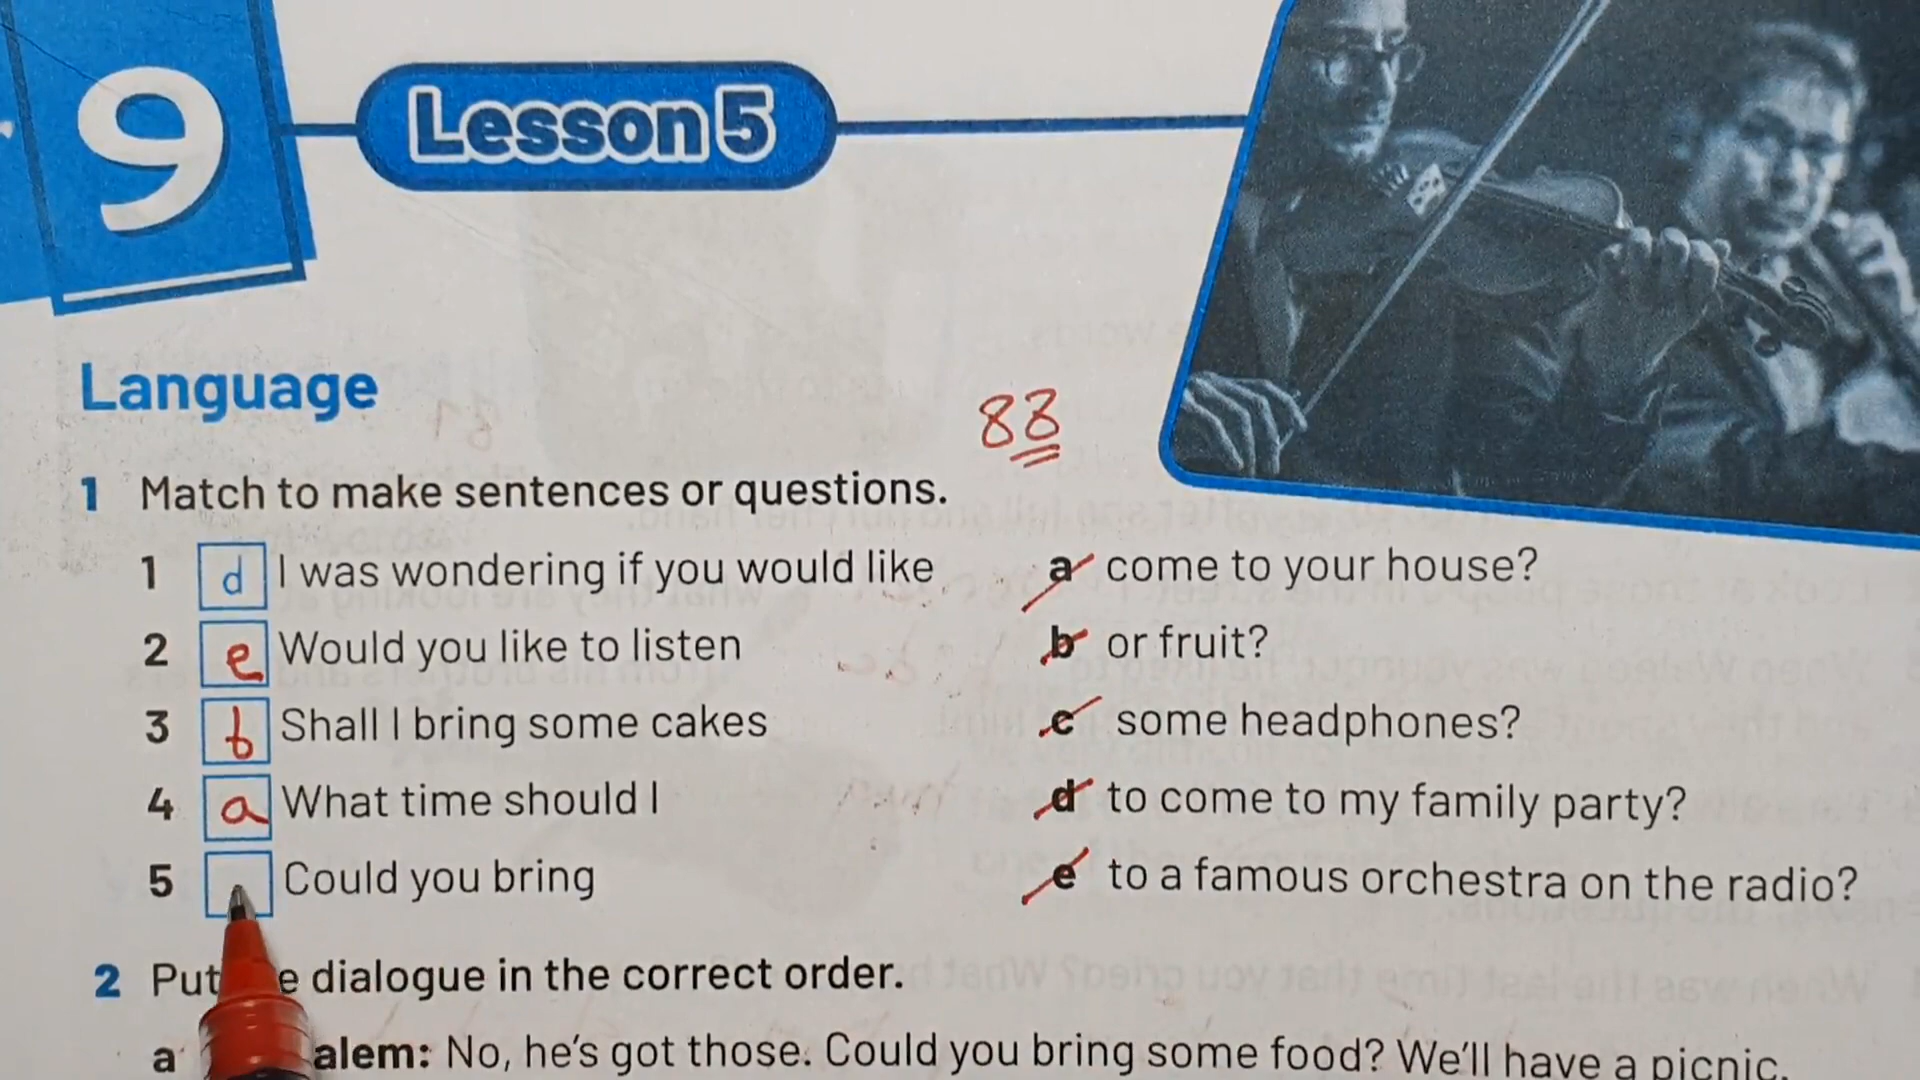 9
Lesson 5
Language
88
1 Match to make sentences or questions.
1 d I was wondering if you would like
a come to your house?
2 e Would you like to listen
b or fruit?
3 b Shall I bring some cakes
c some headphones?
4 a What time should I
d to come to my family party?
5 Could you bring
e to a famous orchestra on the radio?
2 Put dialogue in the correct order.
a alem: No, he's got those. Could you bring some food? We'll have a picnic.